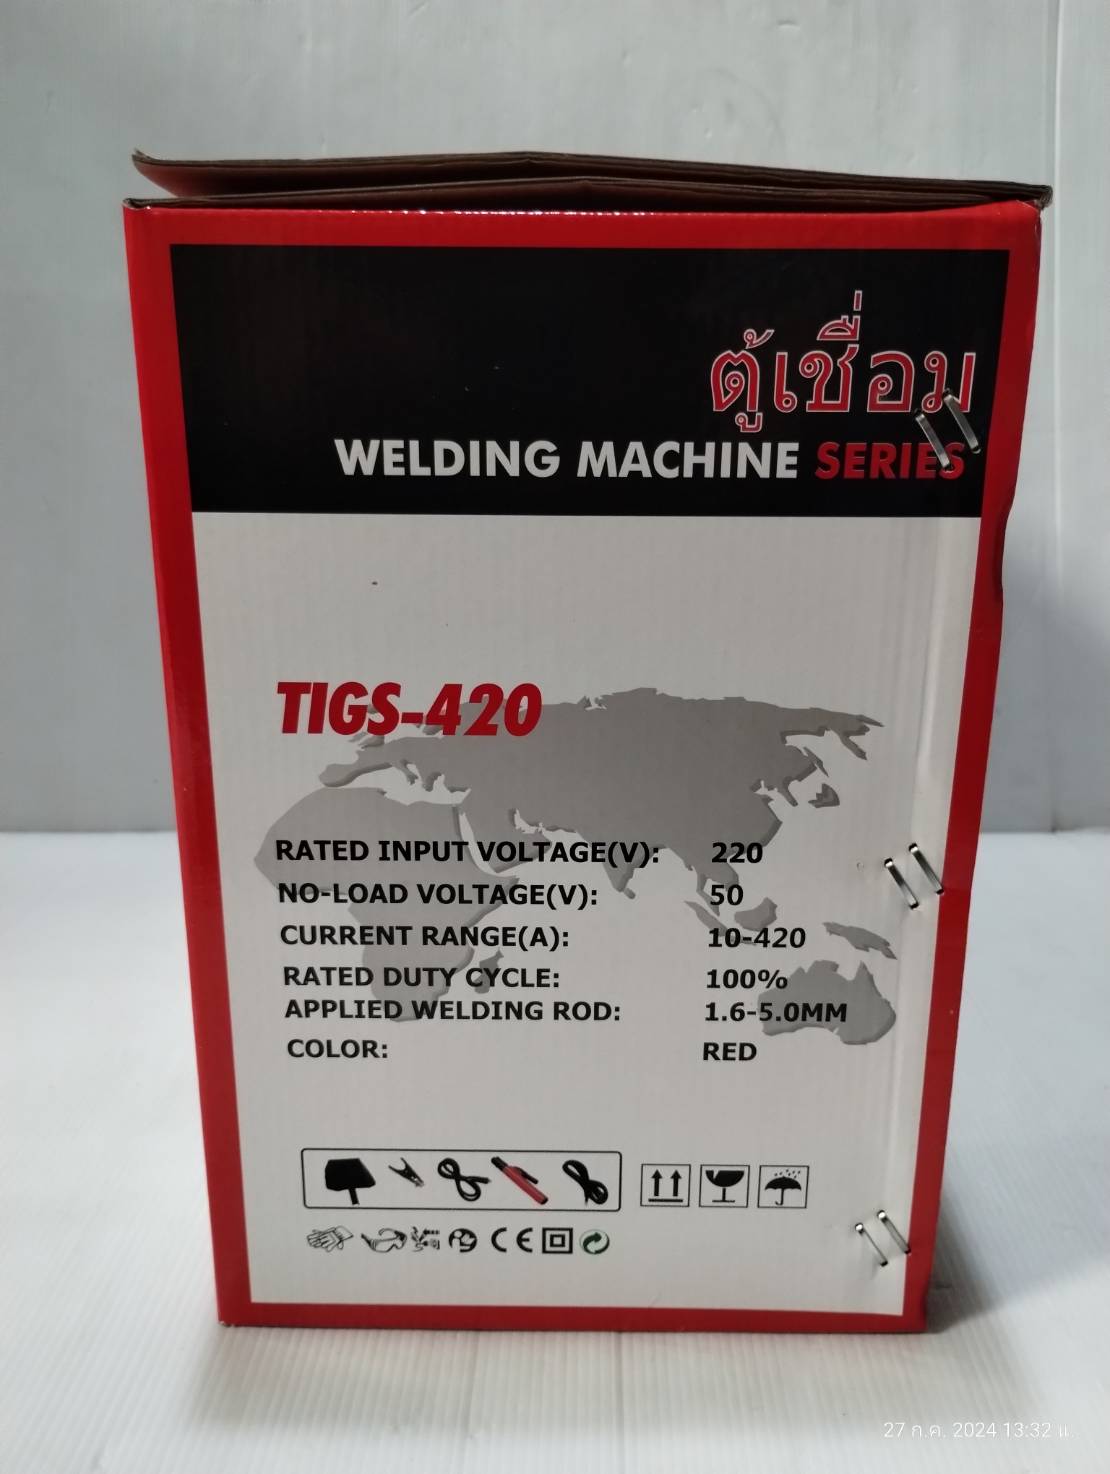 ตู้เชื่อม
WELDING MACHINE SERIES
TIGS-420
RATED INPUT VOLTAGE(V): 220
NO-LOAD VOLTAGE(V): 50
CURRENT RANGE(A): 10-420
RATED DUTY CYCLE: 100%
APPLIED WELDING ROD: 1.6-5.0MM
COLOR: RED
CE
27 ก.ค. 2024 13:32 น.